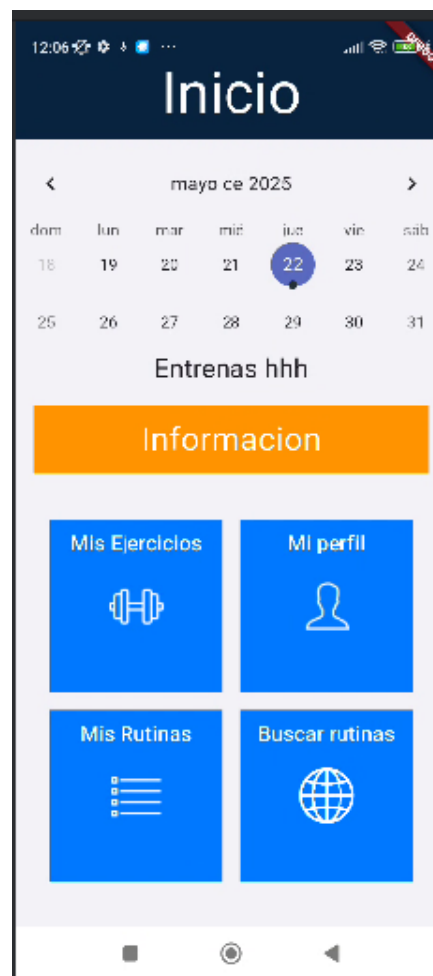 12:06
Inicio
mayo de 2025
dom lun mar mié jue vie sáb
18 19 20 21 22 23 24
25 26 27 28 29 30 31
Entrenas hhh
Informacion
Mis Ejercicios Mi perfil
Mis Rutinas Buscar rutinas